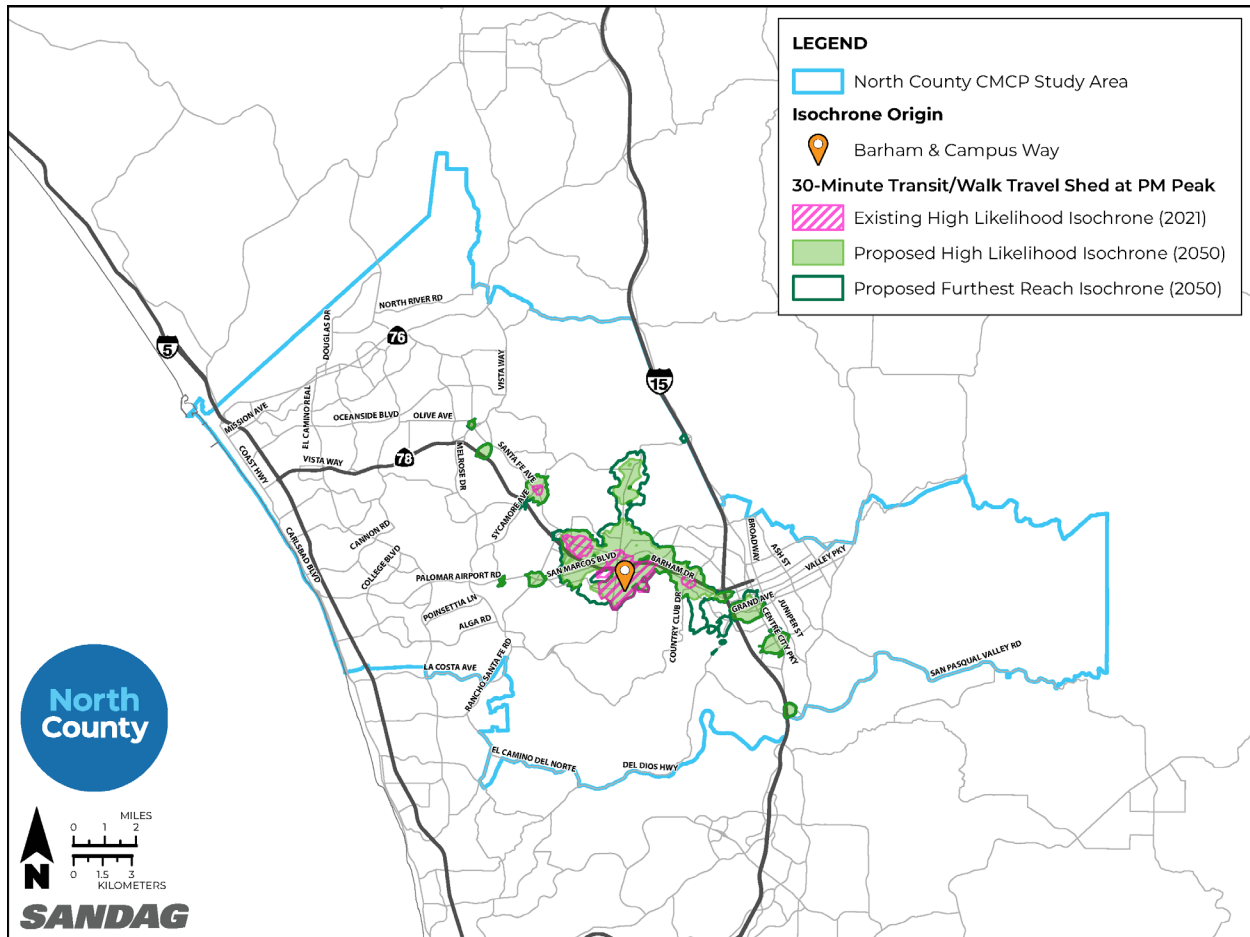 LEGEND
North County CMCP Study Area
Isochrone Origin
Barham & Campus Way
30-Minute Transit/Walk Travel Shed at PM Peak
Existing High Likelihood Isochrone (2021)
Proposed High Likelihood Isochrone (2050)
Proposed Furthest Reach Isochrone (2050)
NORTH RIVER RD
DOUGLAS DR
76
5
VISTA WAY
15
EL CAMINO REAL
MISSION AVE
OCEANSIDE BLVD
OLIVE AVE
COAST HWY
VISTA WAY
78
MELROSE DR
SANTA FE AVE
SYCAMORE AVE
CANNON RD
COLLEGE BLVD
CARLSBAD BLVD
PALOMAR AIRPORT RD
SAN MARCOS BLVD
BARHAM DR
BROADWAY
ASH ST
VALLEY PKY
POINSETTIA LN
ALGA RD
COUNTRY CLUB DR
GRAND AVE
JUNIPER ST
CENTRE CITY PKY
SAN PASQUAL VALLEY RD
LA COSTA AVE
RANCHO SANTA FE RD
EL CAMINO DEL NORTE
DEL DIOS HWY
North
County
MILES
0 1 2
0 1.5 3
KILOMETERS
N
SANDAG